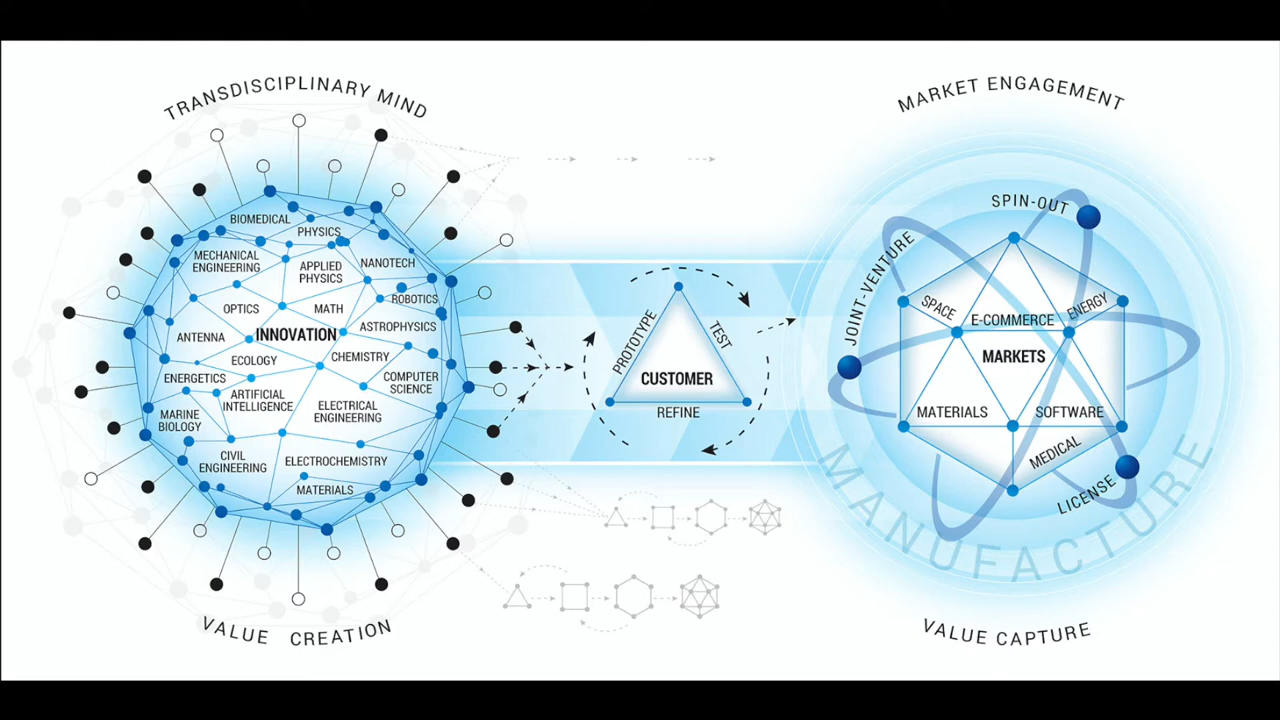 TRANSDISCIPLINARY MIND
BIOMEDICAL
PHYSICS
MECHANICAL
ENGINEERING
APPLIED
PHYSICS
NANOTECH
OPTICS
MATH
ROBOTICS
ANTENNA
INNOVATION
ASTROPHYSICS
ECOLOGY
CHEMISTRY
ENERGETICS
ARTIFICIAL
INTELLIGENCE
COMPUTER
SCIENCE
MARINE
BIOLOGY
ELECTRICAL
ENGINEERING
CIVIL
ENGINEERING
ELECTROCHEMISTRY
MATERIALS
VALUE CREATION
PROTOTYPE
TEST
CUSTOMER
REFINE
MARKET ENGAGEMENT
SPIN-OUT
JOINT-VENTURE
SPACE
E-COMMERCE
ENERGY
MARKETS
MATERIALS
SOFTWARE
MEDICAL
LICENSE
MANUFACTURE
VALUE CAPTURE